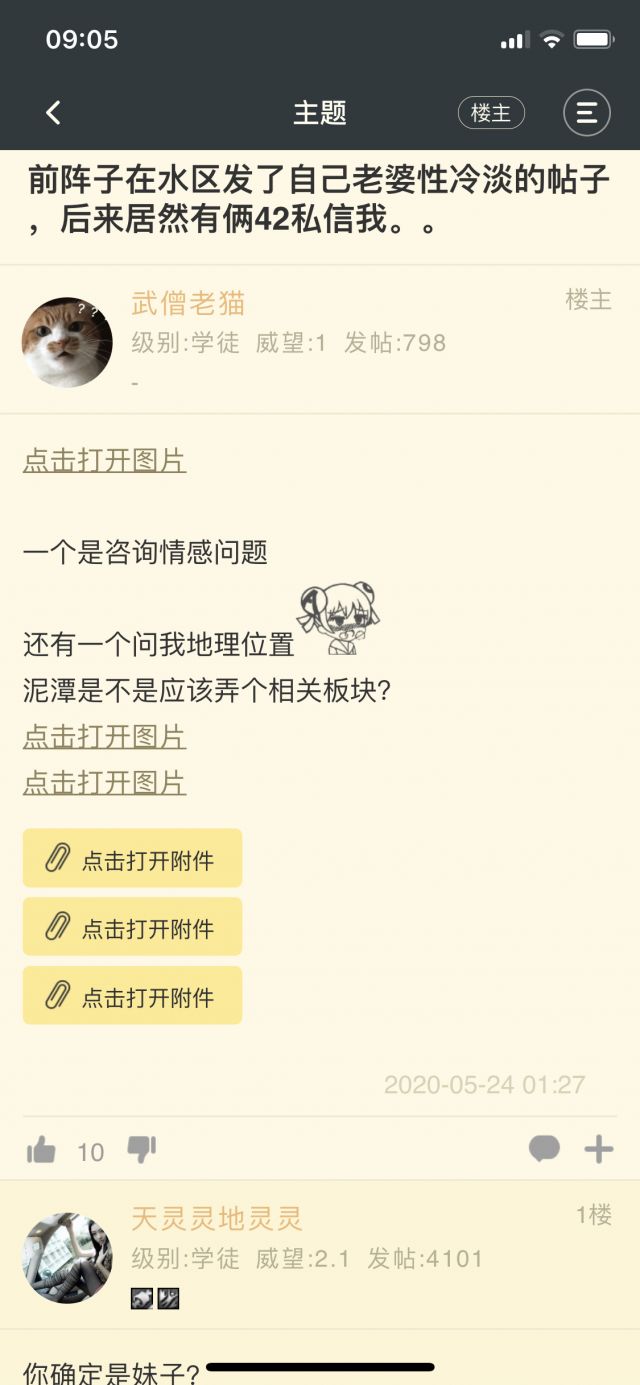 09:05
主题
楼主
前阵子在水区发了自己老婆性冷淡的帖子
，后来居然有俩42私信我。。
武僧老猫
楼主
级别:学徒 威望:1 发帖:798
-
点击打开图片
一个是咨询情感问题
还有一个问我地理位置
泥潭是不是应该弄个相关板块?
点击打开图片
点击打开图片
点击打开附件
点击打开附件
点击打开附件
2020-05-24 01:27
10
天灵灵地灵灵
1楼
级别:学徒 威望:2.1 发帖:4101
你确定是妹子?